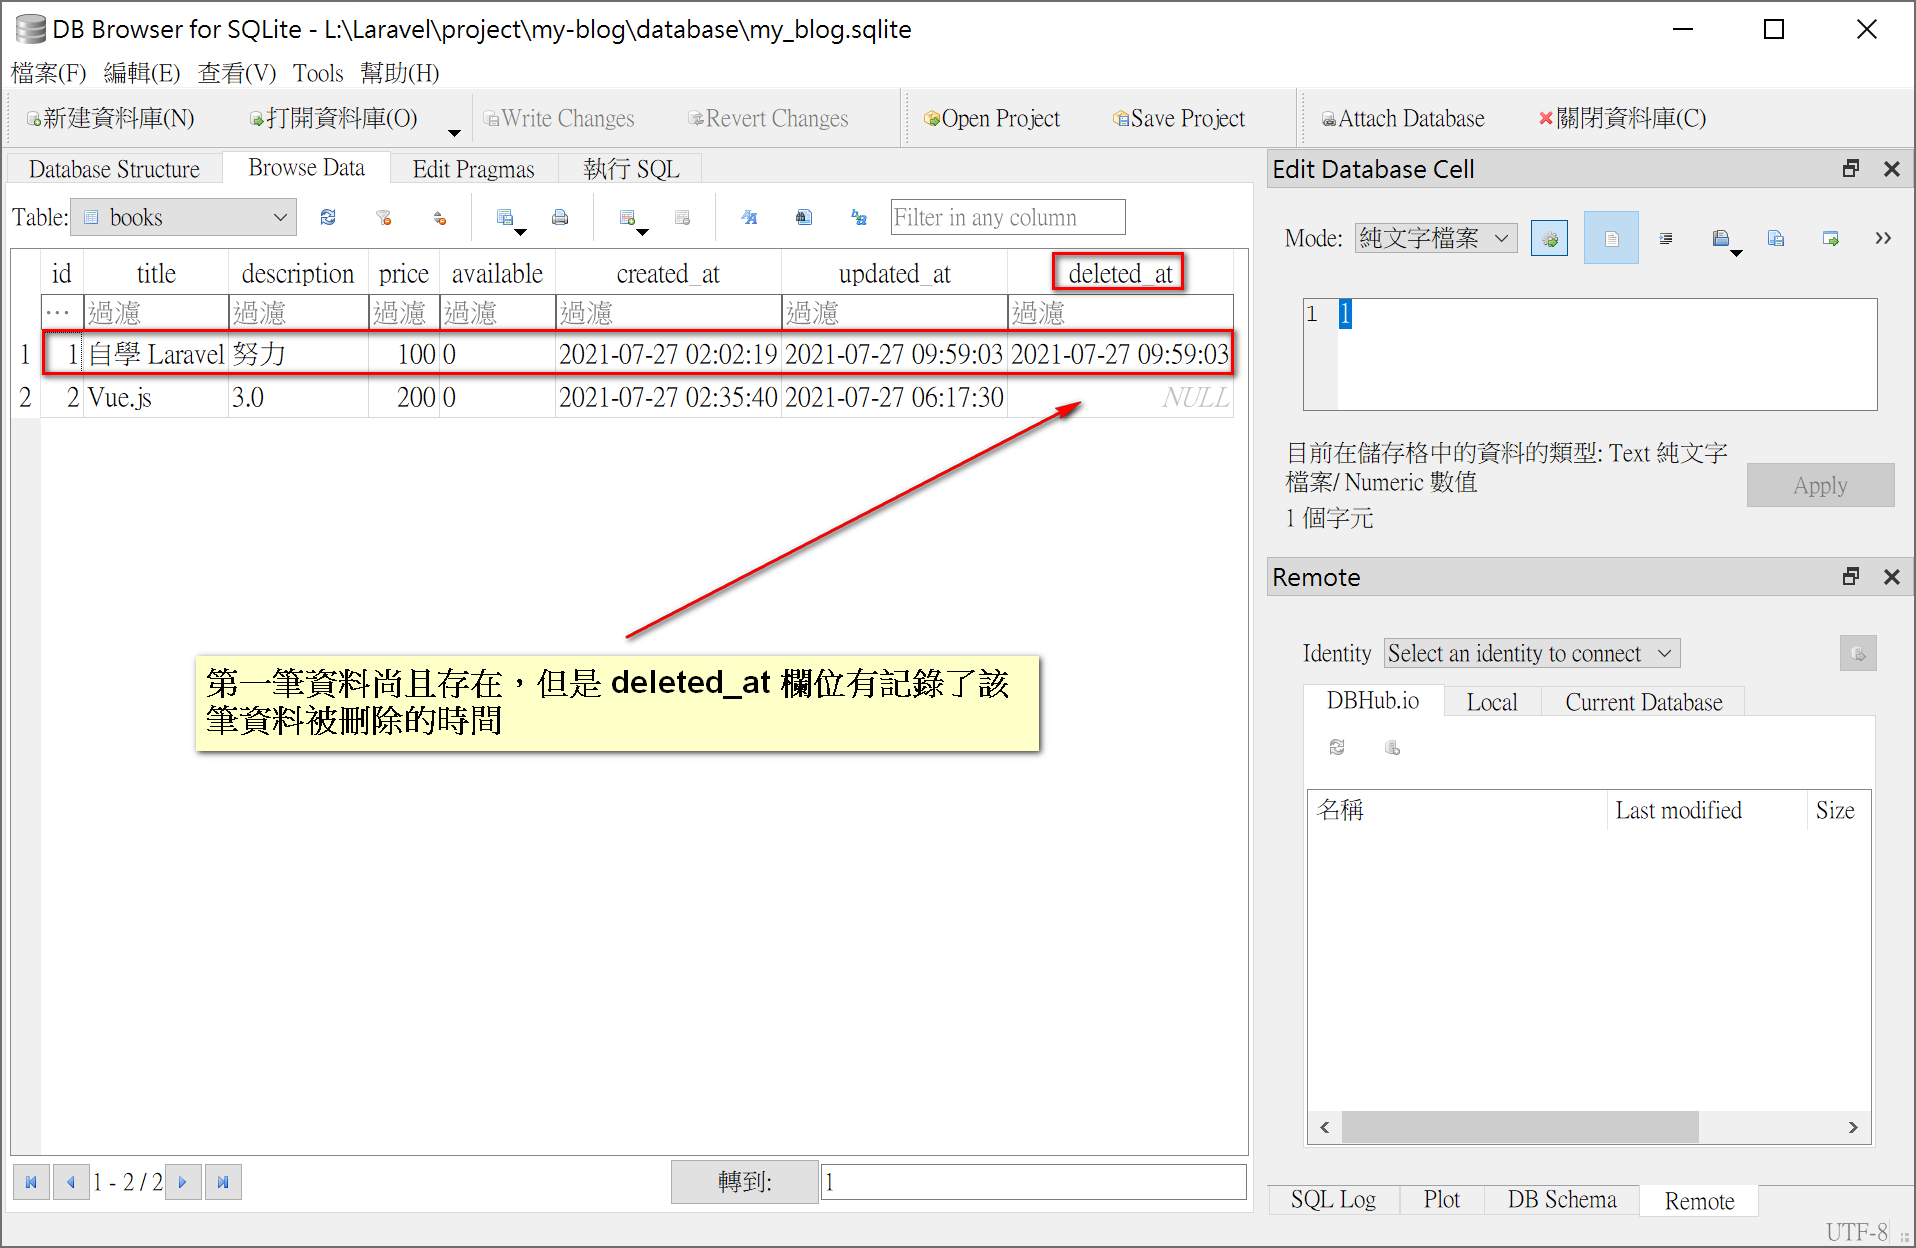 DB Browser for SQLite - L:\Laravel\project\my-blog\database\my_blog.sqlite
檔案(F) 編輯(E) 查看(V) Tools 幫助(H)
新建資料庫(N) 打開資料庫(O) Write Changes Revert Changes Open Project Save Project Attach Database 關閉資料庫(C)
Database Structure Browse Data Edit Pragmas 執行 SQL
Table: books Filter in any column
id title description price available created_at updated_at deleted_at
... 過濾 過濾 過濾 過濾 過濾 過濾 過濾
1 1 自學 Laravel 努力 100 0 2021-07-27 02:02:19 2021-07-27 09:59:03 2021-07-27 09:59:03
2 2 Vue.js 3.0 200 0 2021-07-27 02:35:40 2021-07-27 06:17:30 NULL
第一筆資料尚且存在，但是 deleted_at 欄位有記錄了該
筆資料被刪除的時間
1 - 2 / 2 轉到: 1
Edit Database Cell
Mode: 純文字檔案
1 1
目前在儲存格中的資料的類型: Text 純文字
檔案/ Numeric 數值
1 個字元
Apply
Remote
Identity Select an identity to connect
DBHub.io Local Current Database
名稱 Last modified Size
SQL Log Plot DB Schema Remote
UTF-8